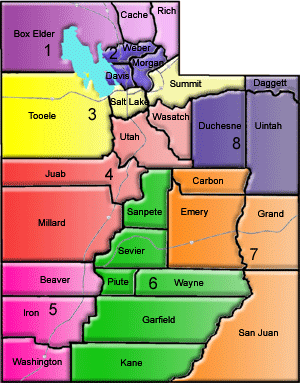 Rich
Cache
Box Elder
1
2
Weber
Morgan
Davis
Summit
Daggett
Salt Lake
Tooele
3
Wasatch
Utah
Duchesne
Uintah
8
Juab
4
Carbon
Millard
Sanpete
Emery
Grand
Sevier
7
Beaver
Piute
6
Wayne
Iron
5
Garfield
San Juan
Washington
Kane